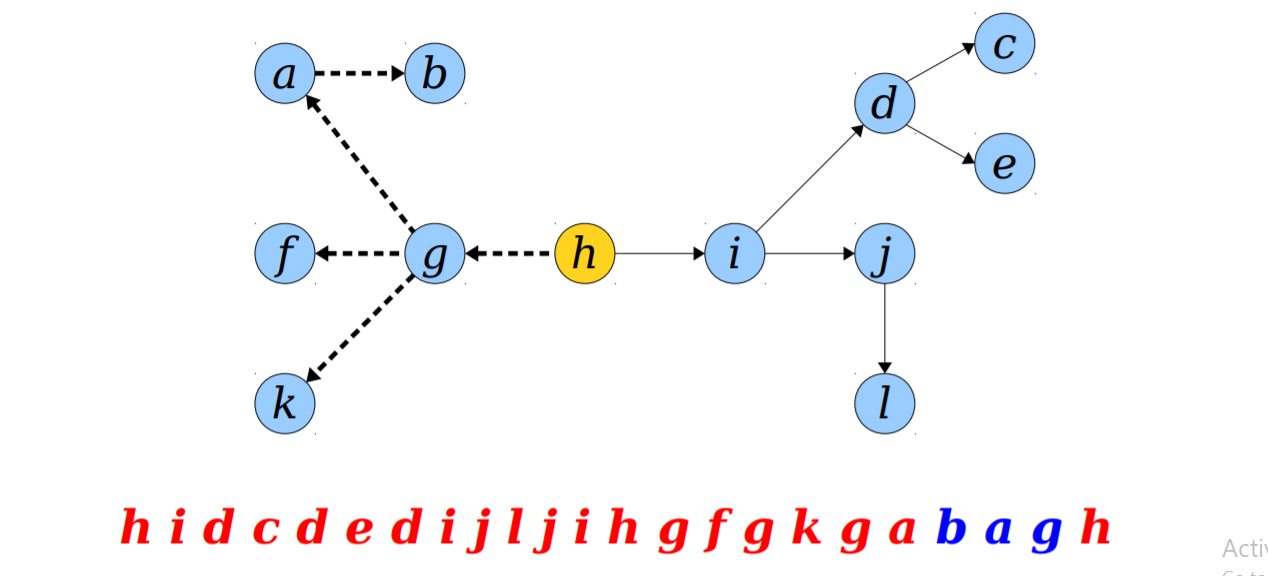 c
a b
d
e
f g h i j
k l
h i d c d e d i j l j i h g f g k g a b a g h
Activ